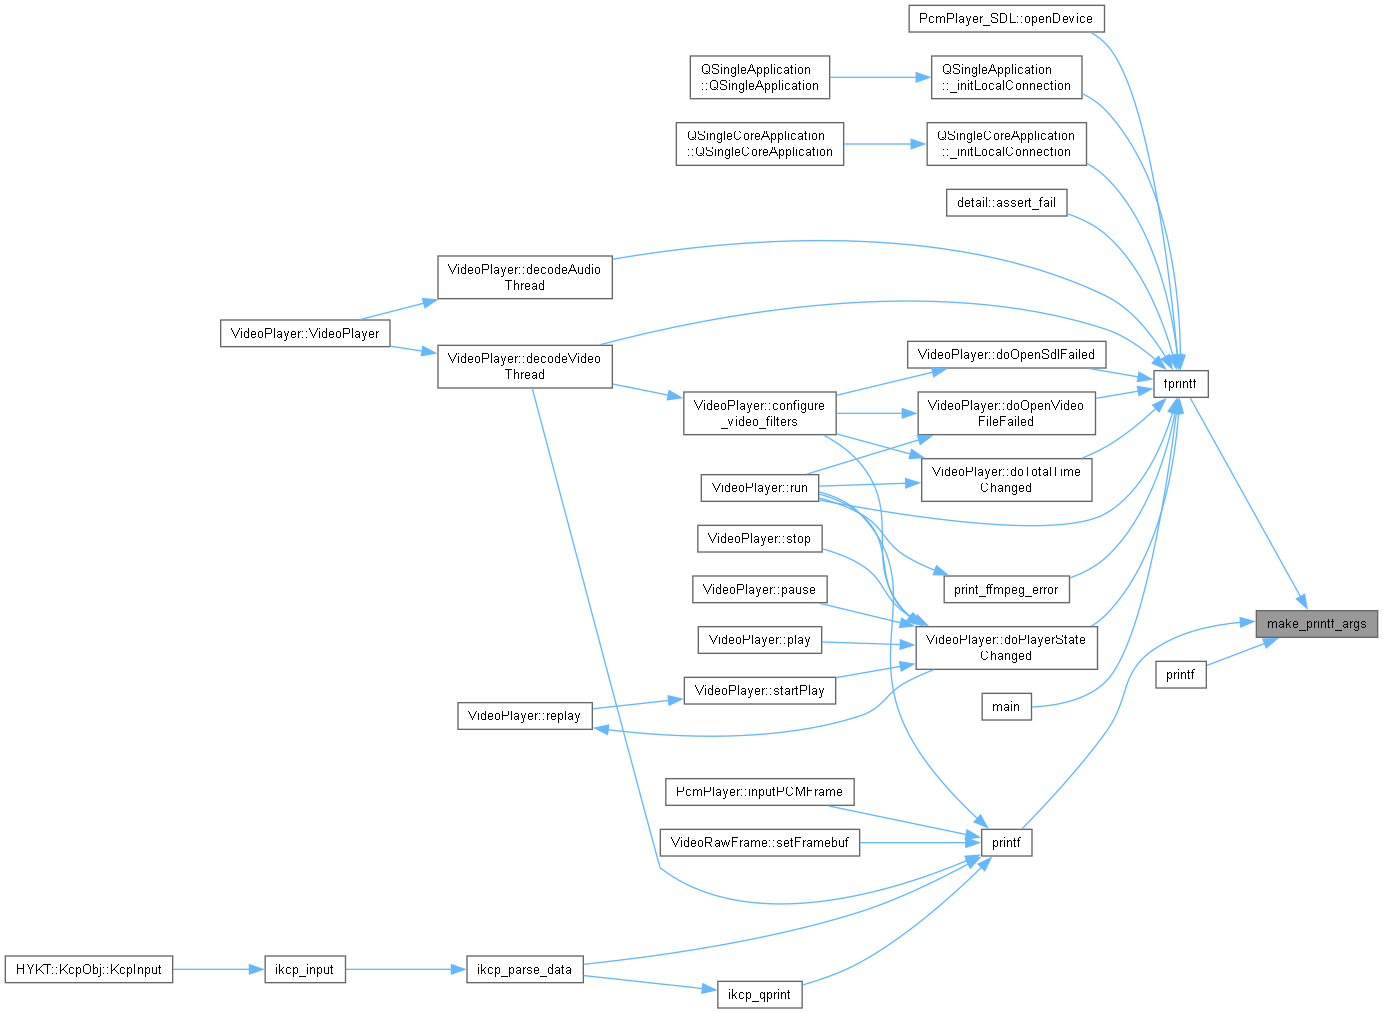 PcmPlayer_SDL::openDevice
QSingleApplication
::QSingleApplication
QSingleApplication
::_initLocalConnection
QSingleCoreApplication
::QSingleCoreApplication
QSingleCoreApplication
::_initLocalConnection
detail::assert_fail
VideoPlayer::decodeAudio
Thread
VideoPlayer::VideoPlayer
VideoPlayer::decodeVideo
Thread
VideoPlayer::doOpenSdlFailed
tprintf
VideoPlayer::configure
_video_filters
VideoPlayer::doOpenVideo
FileFailed
VideoPlayer::run
VideoPlayer::doTotalTime
Changed
VideoPlayer::stop
VideoPlayer::pause
print_ffmpeg_error
make_printf_args
VideoPlayer::play
VideoPlayer::doPlayerState
Changed
printf
VideoPlayer::startPlay
main
VideoPlayer::replay
PcmPlayer::inputPCMFrame
VideoRawFrame::setFramebuf
printf
HYKT::KcpObj::KcpInput
ikcp_input
ikcp_parse_data
ikcp_qprint